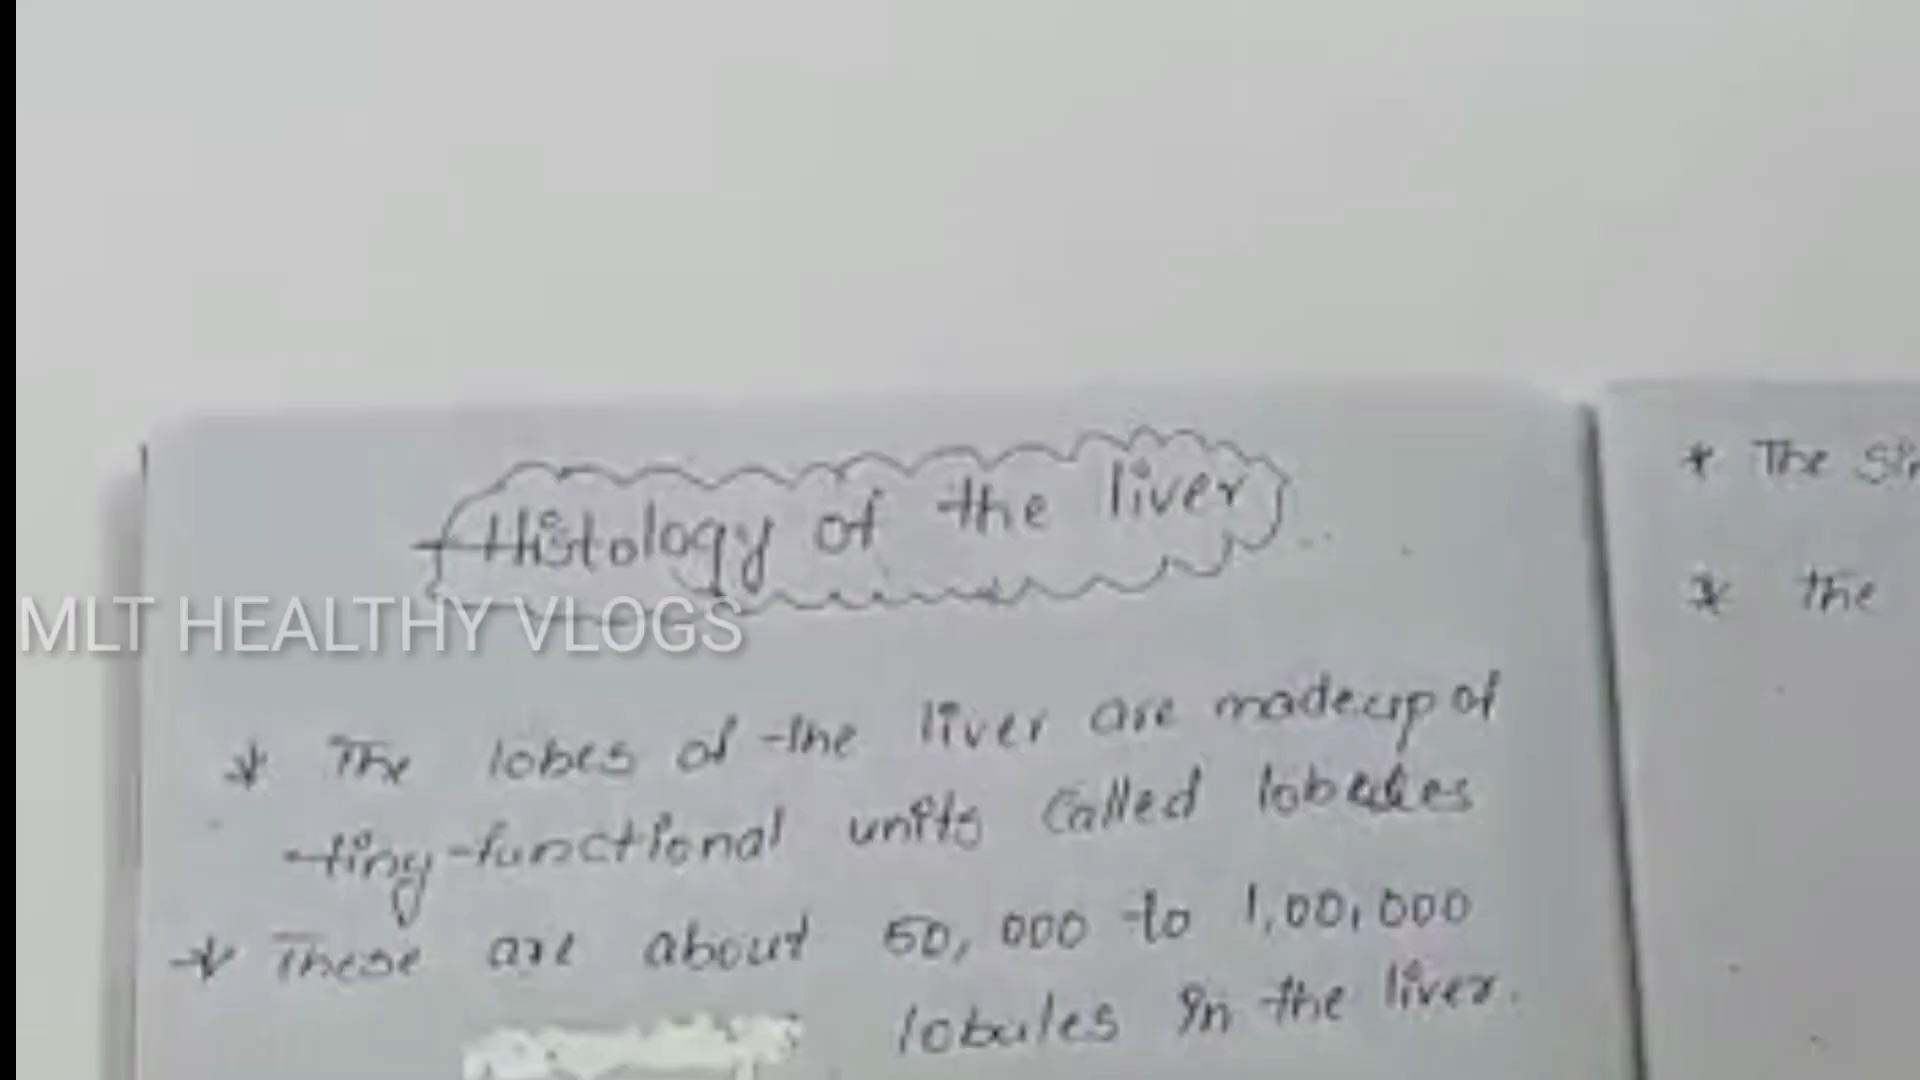 Histology of the liver
MLT HEALTHY VLOGS
* The lobes of the liver are madeup of
tiny functional units called lobules
* These are about 50,000 to 1,00,000
lobules in the liver.
* The
* the